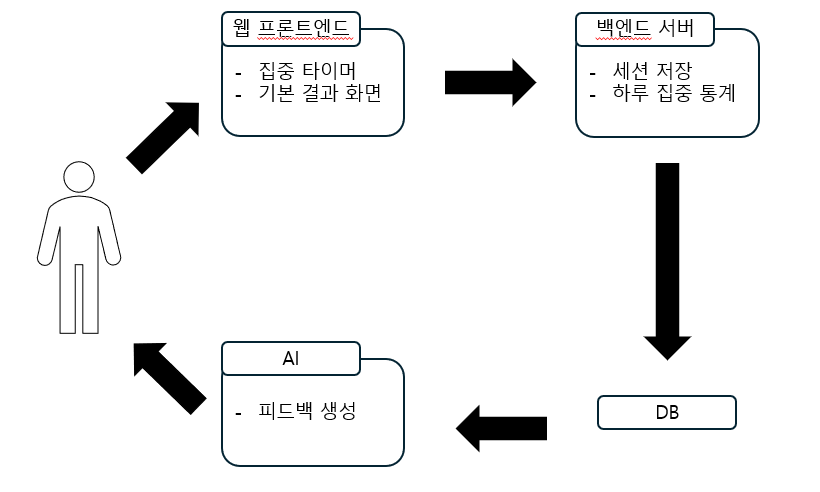 웹 프론트엔드
- 집중 타이머
- 기본 결과 화면
백엔드 서버
- 세션 저장
- 하루 집중 통계
AI
- 피드백 생성
DB